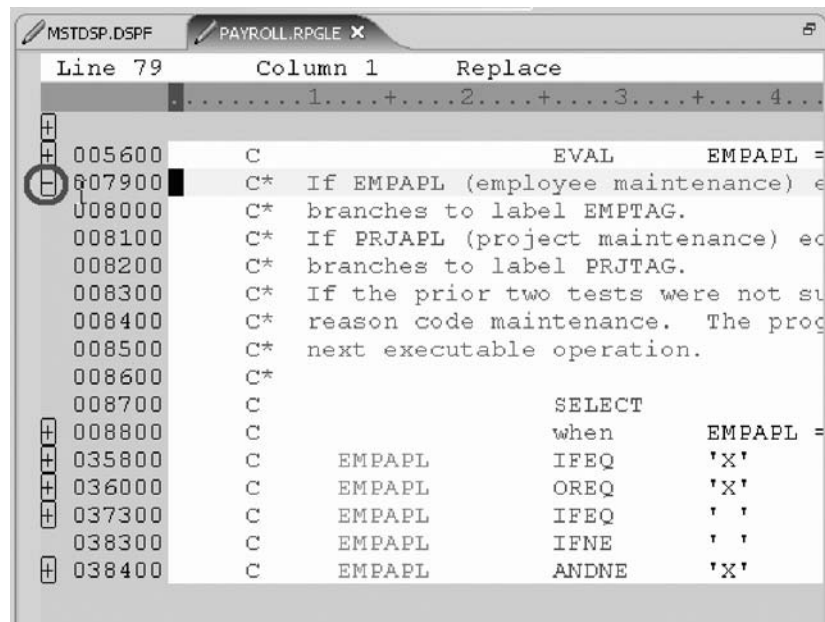 MSTDSP.DSPF PAYROLL.RPGLE
Line 79 Column 1 Replace
.........1....+....2....+....3....+....4...
005600 C EVAL EMPAPL =
007900 C* If EMPAPL (employee maintenance) e
008000 C* branches to label EMPTAG.
008100 C* If PRJAPL (project maintenance) eq
008200 C* branches to label PRJTAG.
008300 C* If the prior two tests were not su
008400 C* reason code maintenance. The prog
008500 C* next executable operation.
008600 C*
008700 C SELECT
008800 C when EMPAPL =
035800 C EMPAPL IFEQ 'X'
036000 C EMPAPL OREQ 'X'
037300 C EMPAPL IFEQ ' '
038300 C EMPAPL IFNE ' '
038400 C EMPAPL ANDNE 'X'